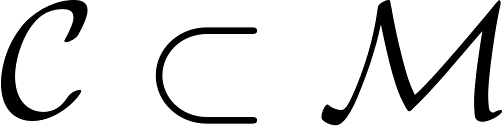 𝒞 ⊂ ℳ